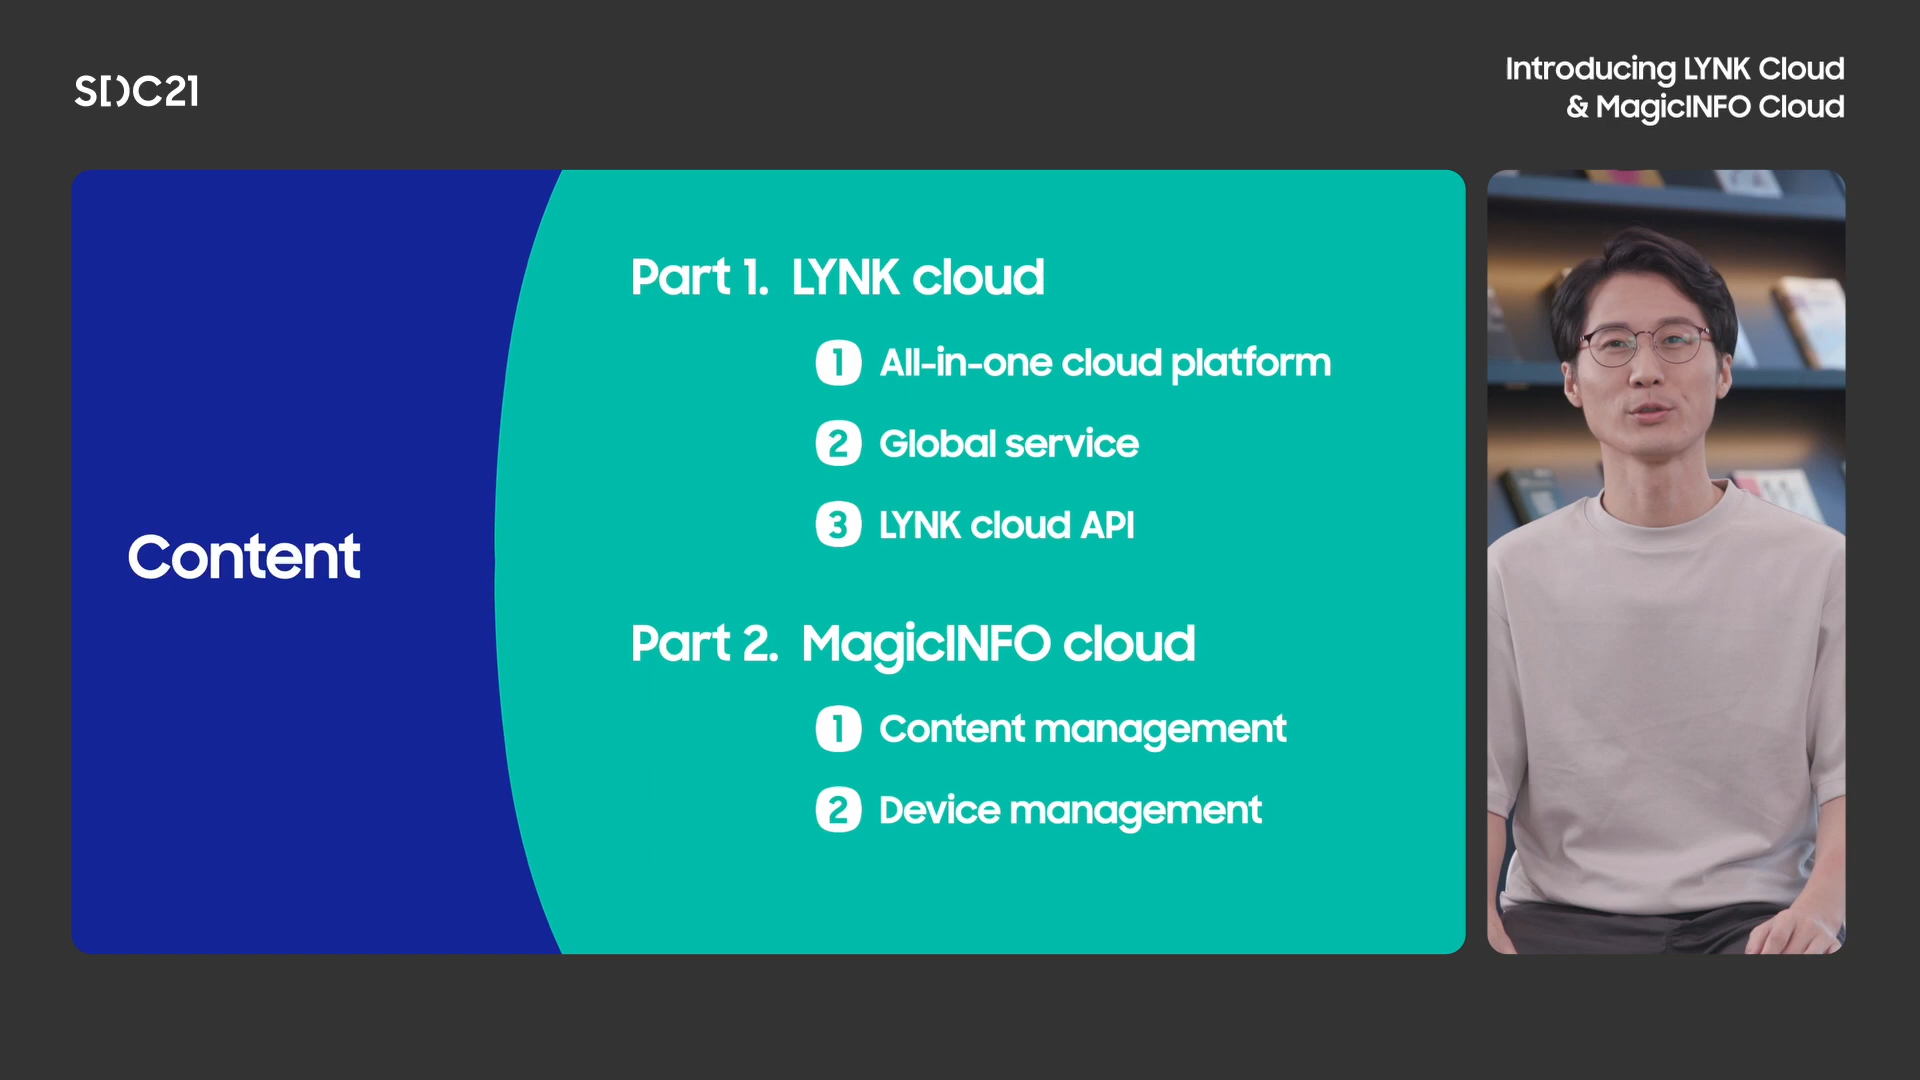 SDC21
Introducing LYNK Cloud
& MagicINFO Cloud
Content
Part 1. LYNK cloud
1 All-in-one cloud platform
2 Global service
3 LYNK cloud API
Part 2. MagicINFO cloud
1 Content management
2 Device management